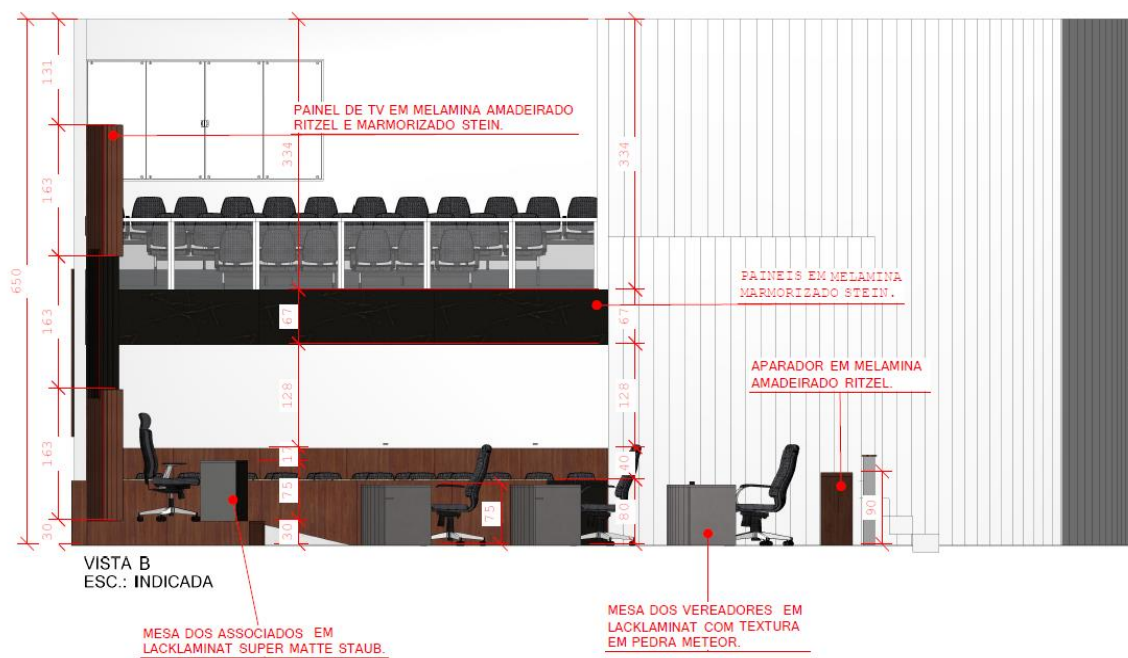 131
PAINEL DE TV EM MELAMINA AMADEIRADO
RITZEL E MARMORIZADO STEIN.
334
334
163
650
163
PAINEIS EM MELAMINA
MARMORIZADO STEIN.
67
67
128
128
APARADOR EM MELAMINA
AMADEIRADO RITZEL.
163
17
40
75
75
80
90
30
30
VISTA B
ESC.: INDICADA
MESA DOS ASSOCIADOS EM
LACKLAMINAT SUPER MATTE STAUB.
MESA DOS VEREADORES EM
LACKLAMINAT COM TEXTURA
EM PEDRA METEOR.